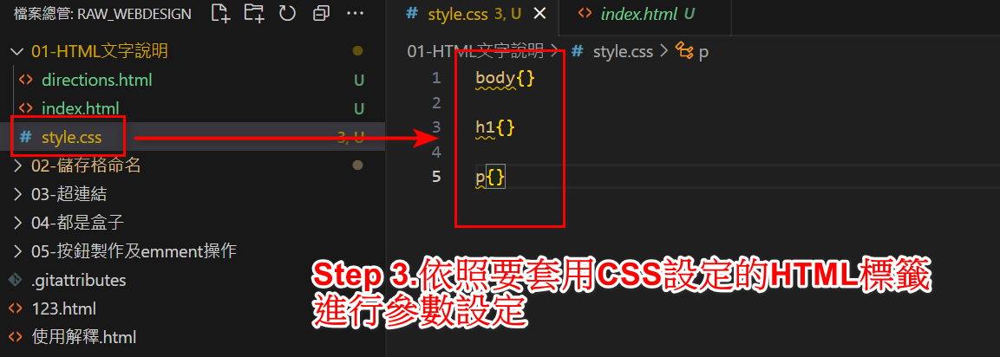 檔案總管: RAW_WEBDESIGN
01-HTML文字說明
directions.html U
index.html U
style.css 3, U
02-儲存格命名
03-超連結
04-都是盒子
05-按鈕製作及emment操作
.gitattributes
123.html
使用解釋.html
style.css 3, U
index.html U
01-HTML文字說明 > # style.css > p
1 body{}
2
3 h1{}
4
5 p{}
Step 3.依照要套用CSS設定的HTML標籤
進行參數設定